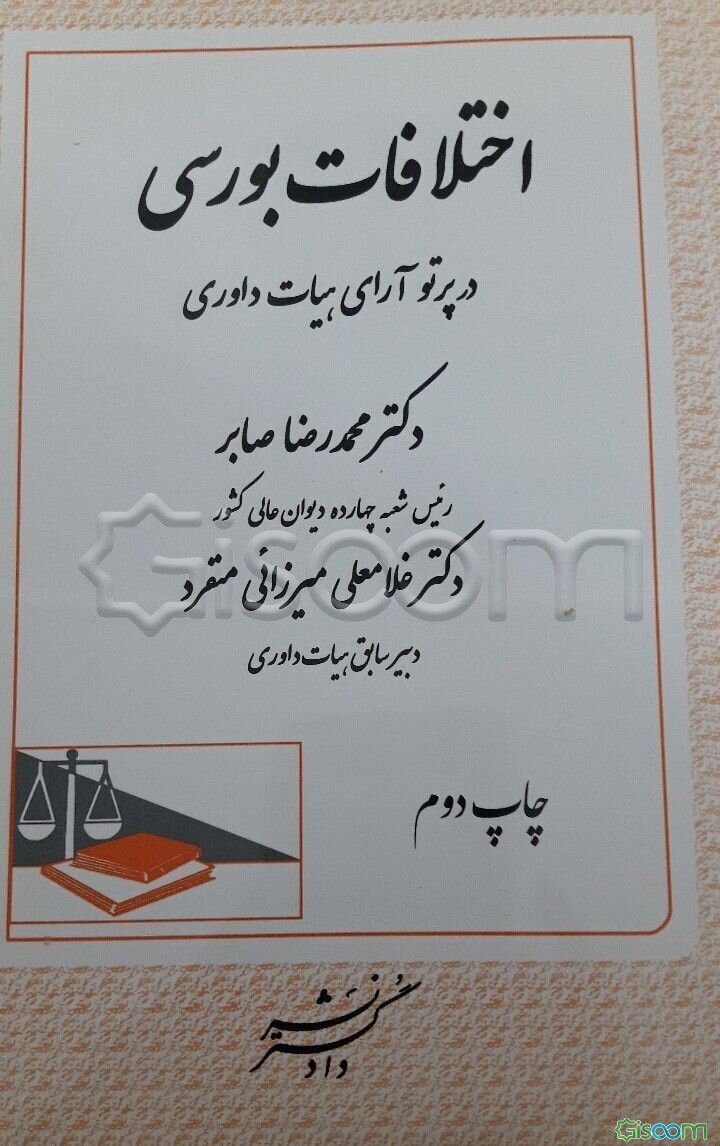 اختلافات بورسی
در پرتو آرای هیات داوری
دکتر محمدرضا صابر
رئیس شعبه چهارده دیوان عالی کشور
Gisoom
دکتر غلامعلی میرزائی منفرد
دبیر سابق هیات داوری
چاپ دوم
نشر
دادگستر
Gisoom